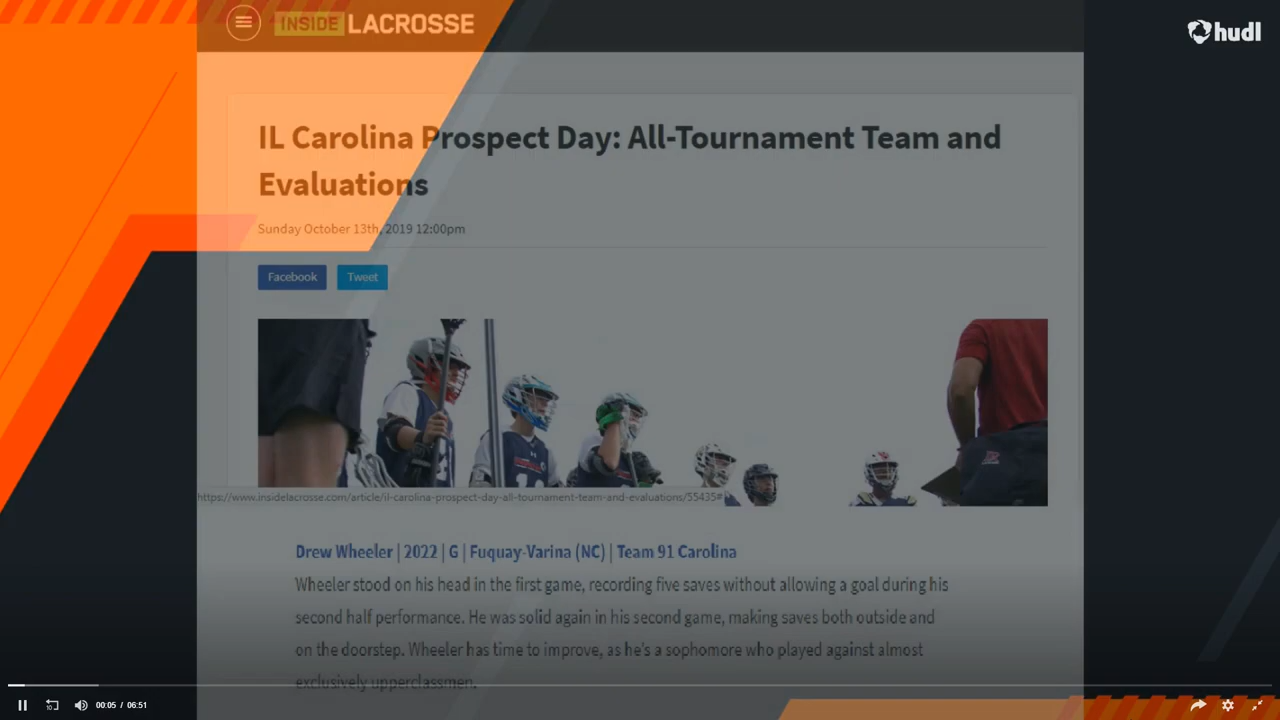 INSIDE LACROSSE
hudl
IL Carolina Prospect Day: All-Tournament Team and
Evaluations
Sunday October 13th, 2019 12:00pm
Facebook Tweet
https://www.insidelacrosse.com/article/il-carolina-prospect-day-all-tournament-team-and-evaluations/55435#
Drew Wheeler | 2022 | G | Fuquay-Varina (NC) | Team 91 Carolina
Wheeler stood on his head in the first game, recording five saves without allowing a goal during his
second half performance. He was solid again in his second game, making saves both outside and
on the doorstep. Wheeler has time to improve, as he's a sophomore who played against almost
exclusively upperclassmen.
10 00:05 / 06:51